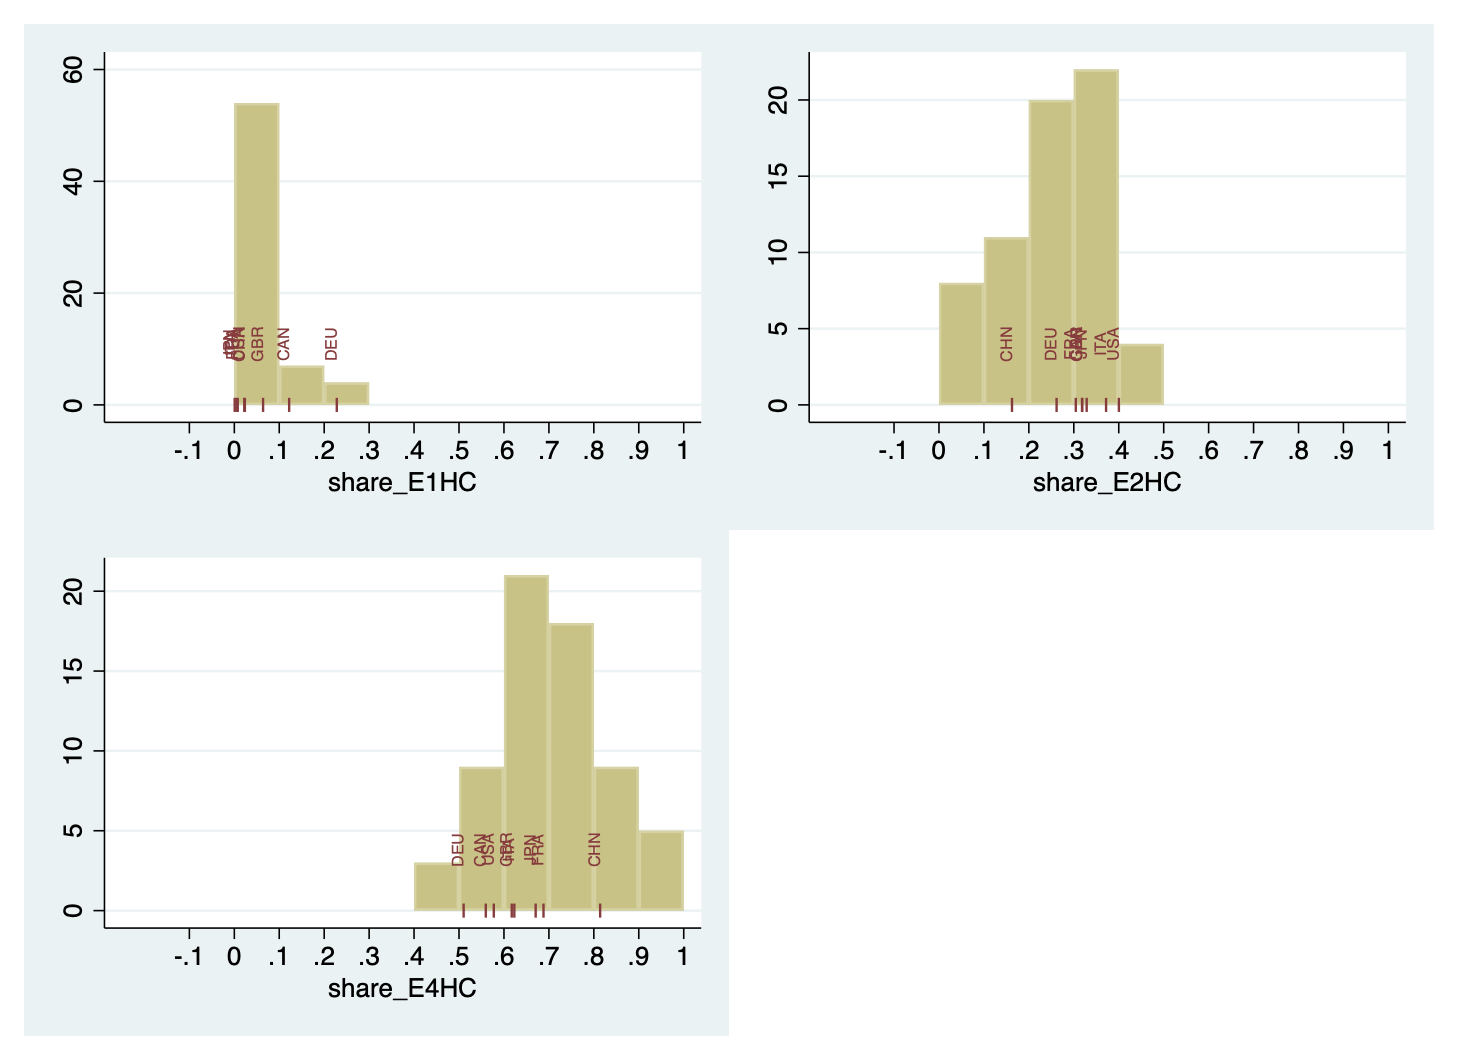 60
40
20
0
GBR
CAN
DEU
-.1 0 .1 .2 .3 .4 .5 .6 .7 .8 .9 1
share_E1HC
20
15
10
5
0
CHN
DEU
FRA
JPN
ITA
USA
-.1 0 .1 .2 .3 .4 .5 .6 .7 .8 .9 1
share_E2HC
20
15
10
5
0
DEU
CAN
USA
GBR
JPN
FRA
CHN
-.1 0 .1 .2 .3 .4 .5 .6 .7 .8 .9 1
share_E4HC